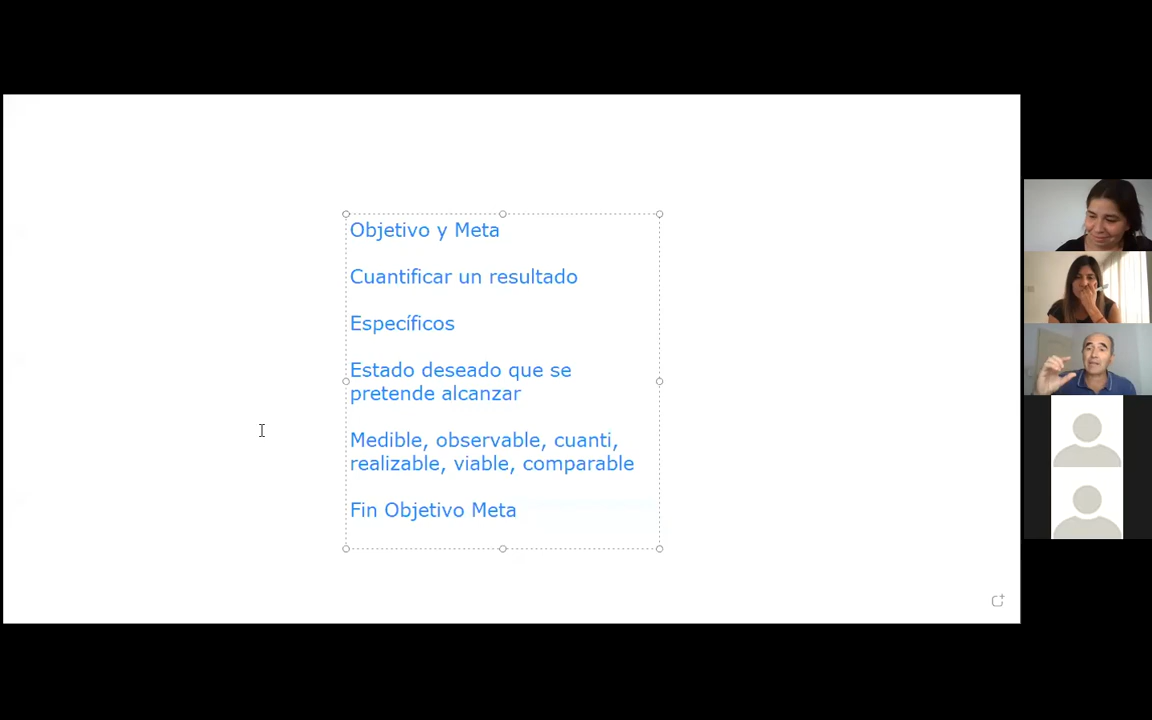 Objetivo y Meta
Cuantificar un resultado
Específicos
Estado deseado que se
pretende alcanzar
Medible, observable, cuanti,
realizable, viable, comparable
Fin Objetivo Meta